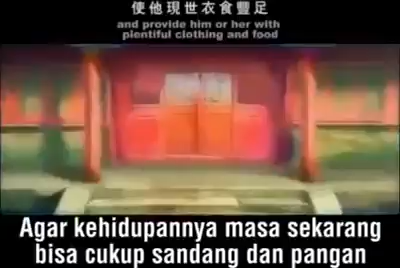 使他現世衣食豐足
and provide him or her with
plentiful clothing and food
Agar kehidupannya masa sekarang
bisa cukup sandang dan pangan